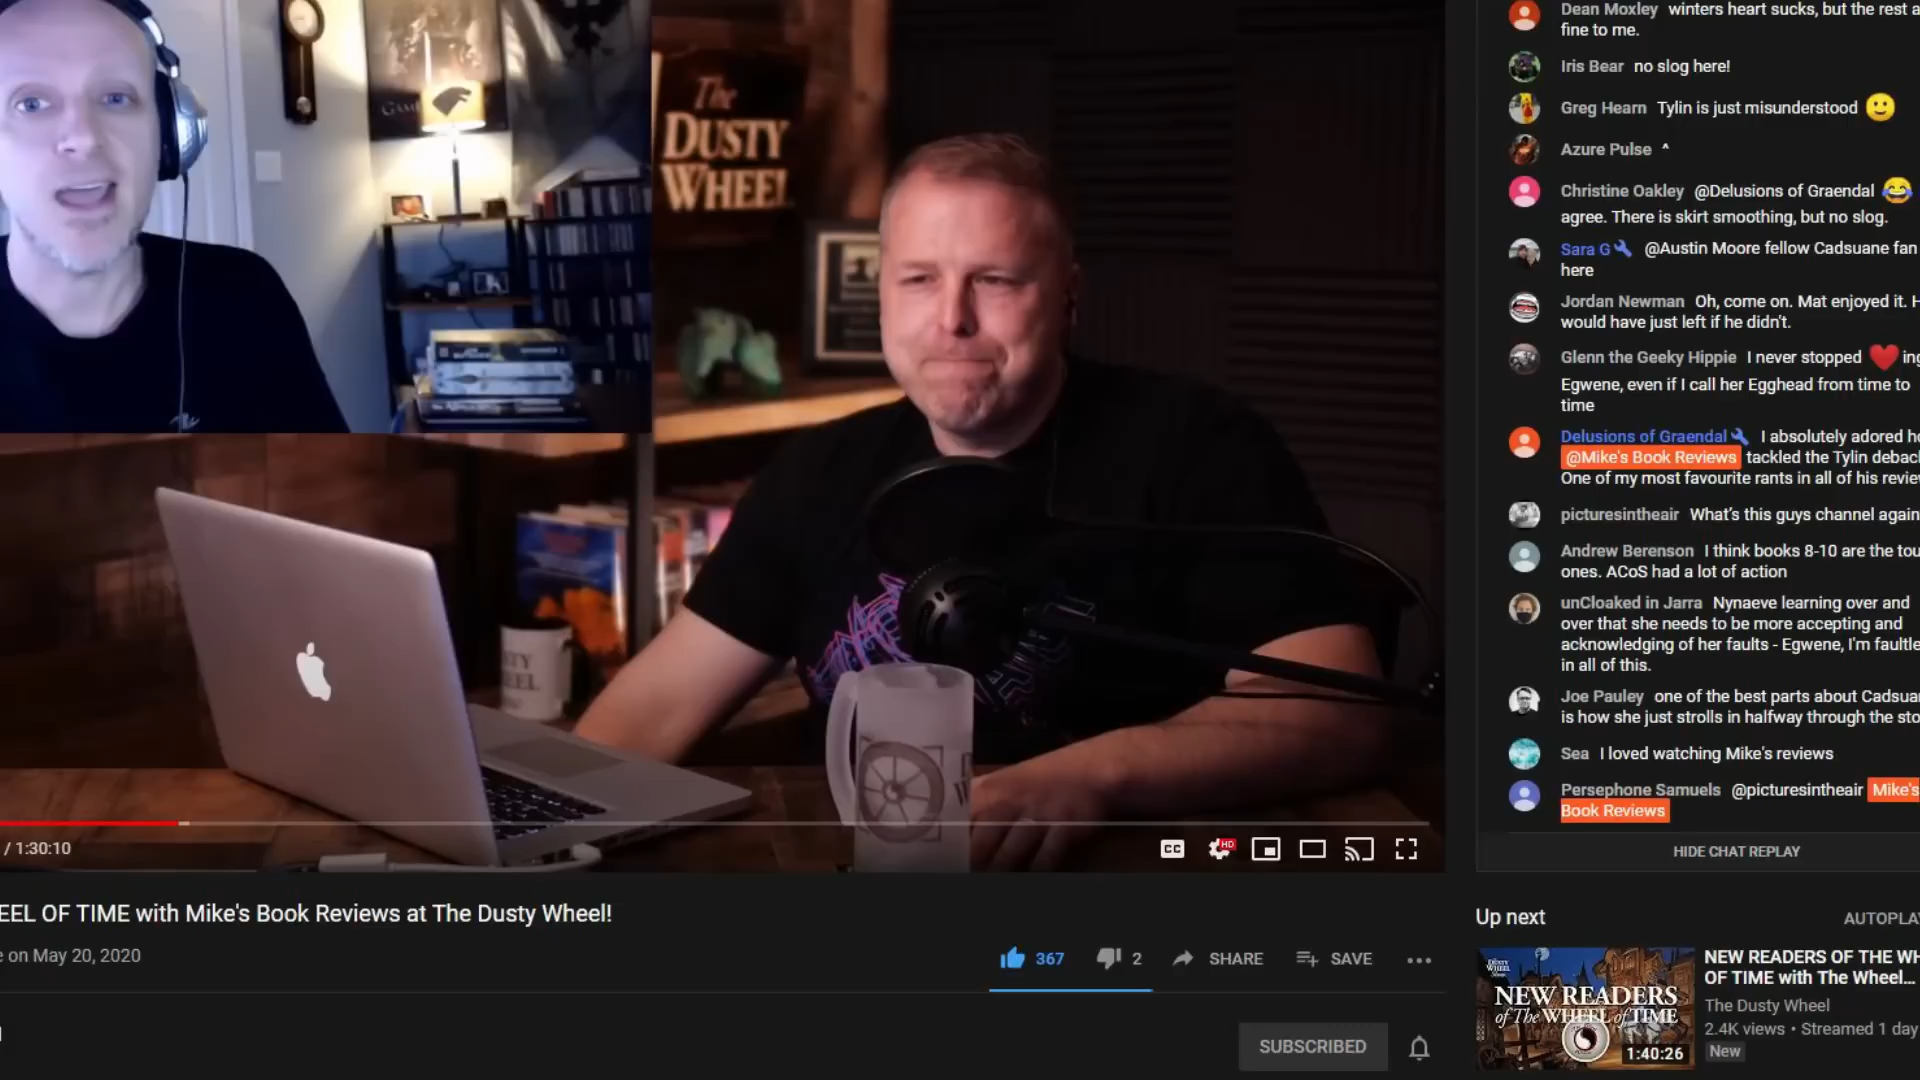 The
DUSTY
WHEEL
/ 1:30:10
CC
HD
EEL OF TIME with Mike's Book Reviews at The Dusty Wheel!
on May 20, 2020
367
2
SHARE
SAVE
SUBSCRIBED
Dean Moxley winters heart sucks, but the rest a
fine to me.
Iris Bear no slog here!
Greg Hearn Tylin is just misunderstood 🙂
Azure Pulse ^
Christine Oakley @Delusions of Graendal 😂
agree. There is skirt smoothing, but no slog.
Sara G🔧 @Austin Moore fellow Cadsuane fan
here
Jordan Newman Oh, come on. Mat enjoyed it. H
would have just left if he didn't.
Glenn the Geeky Hippie I never stopped ❤ing
Egwene, even if I call her Egghead from time to
time
Delusions of Graendal🔧 I absolutely adored ho
@Mike's Book Reviews tackled the Tylin debac
One of my most favourite rants in all of his revie
picturesintheair What's this guys channel again
Andrew Berenson I think books 8-10 are the tou
ones. ACoS had a lot of action
unCloaked in Jarra Nynaeve learning over and
over that she needs to be more accepting and
acknowledging of her faults - Egwene, I'm faultle
in all of this.
Joe Pauley one of the best parts about Cadsua
is how she just strolls in halfway through the sto
Sea I loved watching Mike's reviews
Persephone Samuels @picturesintheair Mike's
Book Reviews
HIDE CHAT REPLAY
Up next
AUTOPLAY
DUSTY
WHEEL
NEW READERS
of The WHEEL of TIME
1:40:26
NEW READERS OF THE WH
OF TIME with The Wheel...
The Dusty Wheel
2.4K views • Streamed 1 day
New